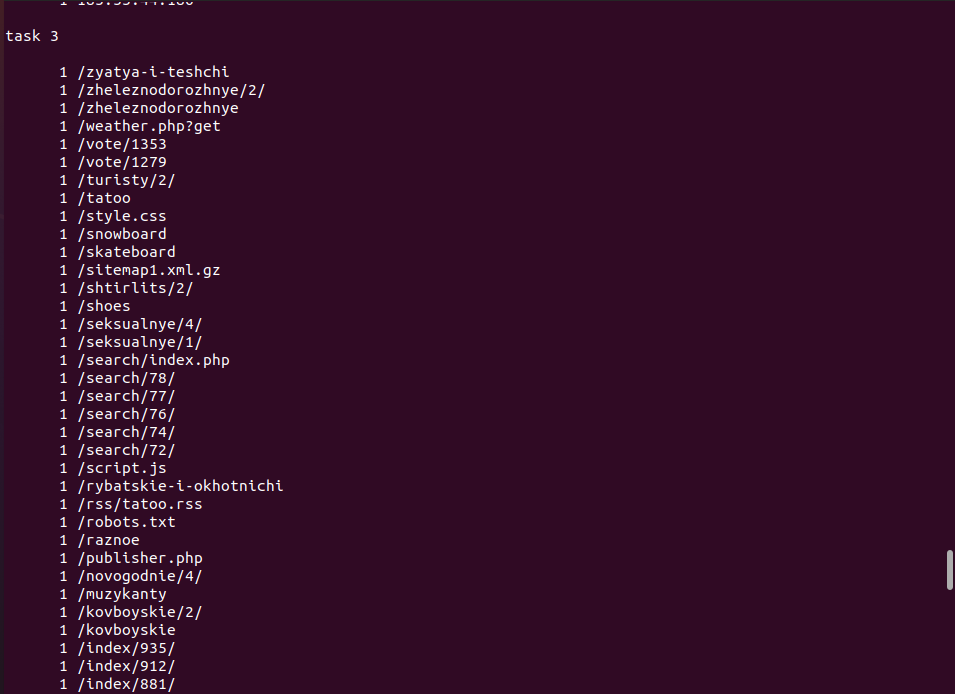 task 3
1 /zyatya-i-teshchi
1 /zheleznodorozhnye/2/
1 /zheleznodorozhnye
1 /weather.php?get
1 /vote/1353
1 /vote/1279
1 /turisty/2/
1 /tatoo
1 /style.css
1 /snowboard
1 /skateboard
1 /sitemap1.xml.gz
1 /shtirlits/2/
1 /shoes
1 /seksualnye/4/
1 /seksualnye/1/
1 /search/index.php
1 /search/78/
1 /search/77/
1 /search/76/
1 /search/74/
1 /search/72/
1 /script.js
1 /rybatskie-i-okhotnichi
1 /rss/tatoo.rss
1 /robots.txt
1 /raznoe
1 /publisher.php
1 /novogodnie/4/
1 /muzykanty
1 /kovboyskie/2/
1 /kovboyskie
1 /index/935/
1 /index/912/
1 /index/881/